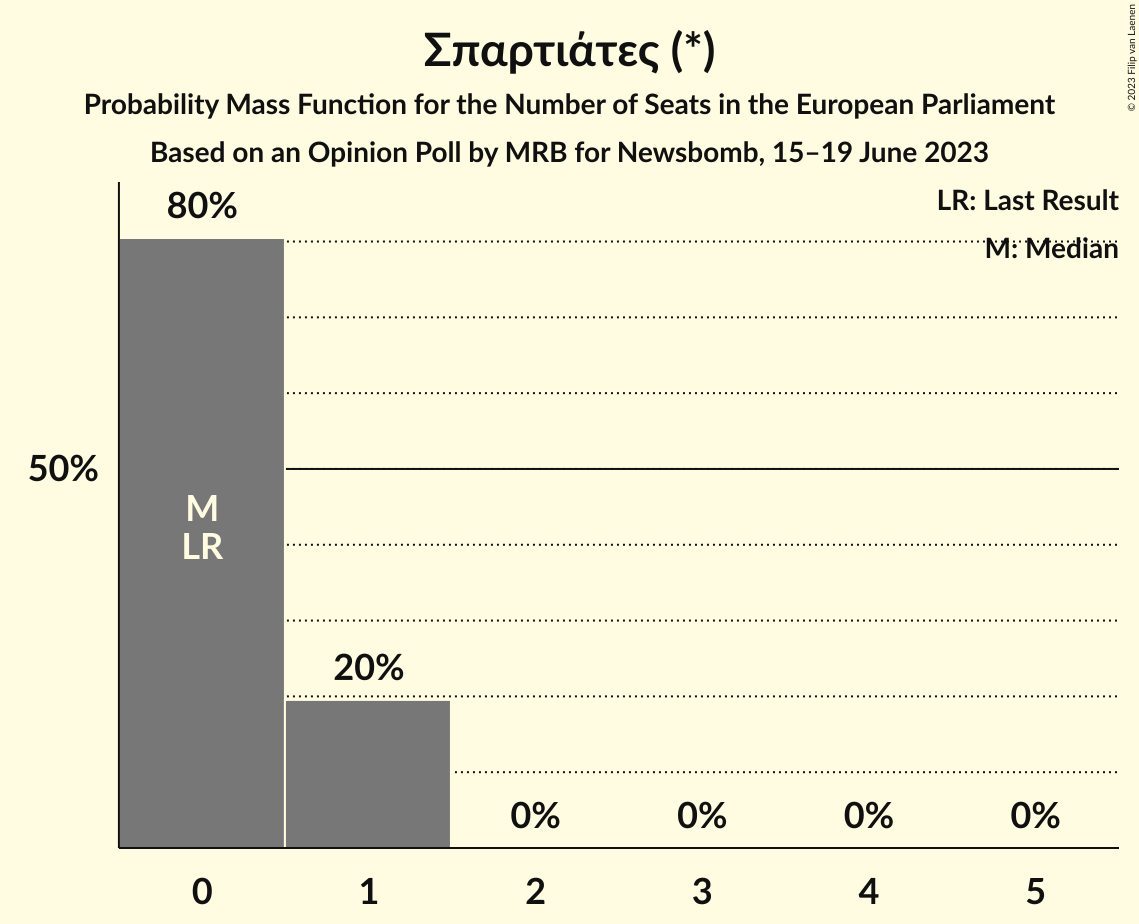 Σπαρτιάτες (*)
Probability Mass Function for the Number of Seats in the European Parliament
Based on an Opinion Poll by MRB for Newsbomb, 15–19 June 2023
© 2023 Filip van Laenen
LR: Last Result
M: Median
80%
50%
M
LR
20%
0% 0% 0% 0%
0 1 2 3 4 5